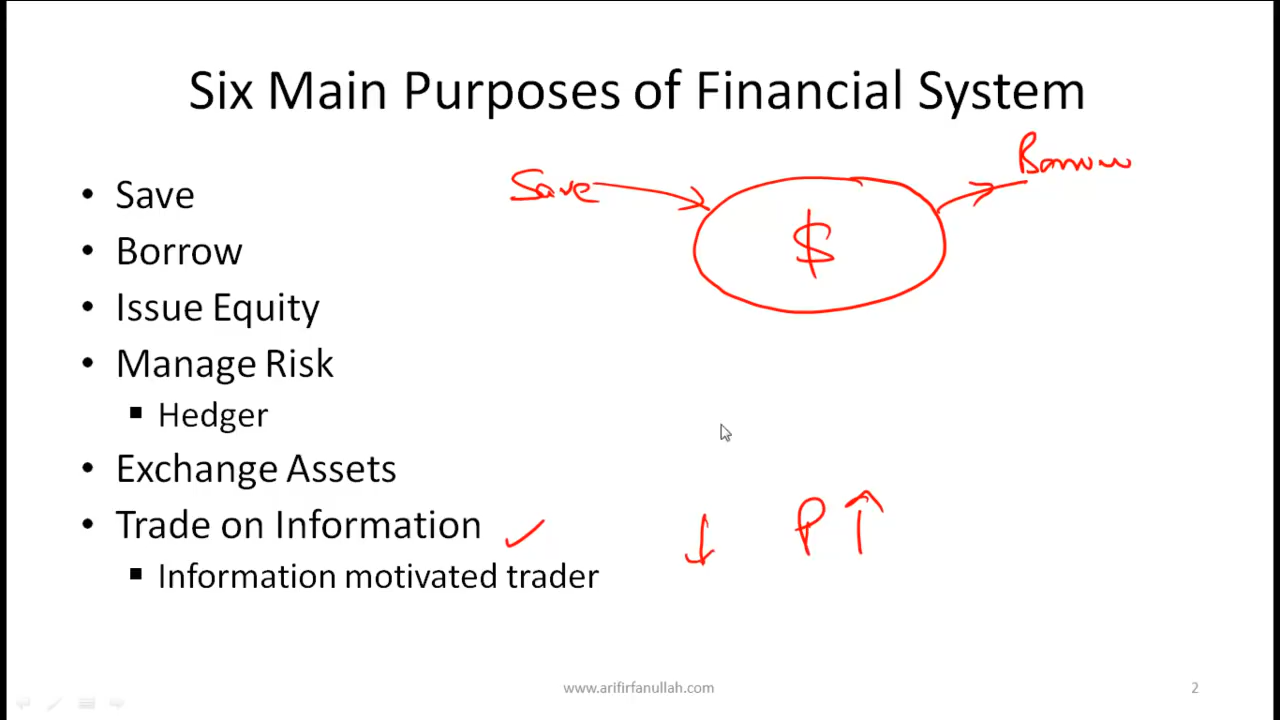 Six Main Purposes of Financial System
Borrow
Save
$
• Save
• Borrow
• Issue Equity
• Manage Risk
▪ Hedger
• Exchange Assets
• Trade on Information ✓ ↓ P ↑
▪ Information motivated trader
www.arifirfanullah.com
2